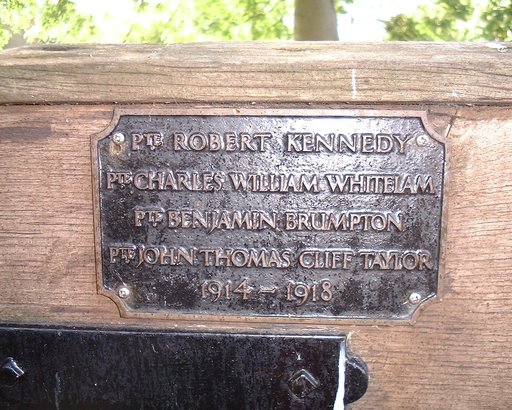 PTE ROBERT KENNEDY
PTE CHARLES WILLIAM WHITELAM
PTE BENJAMIN BRUMPTON
PTE JOHN THOMAS CLIFF TAYLOR
1914 – 1918